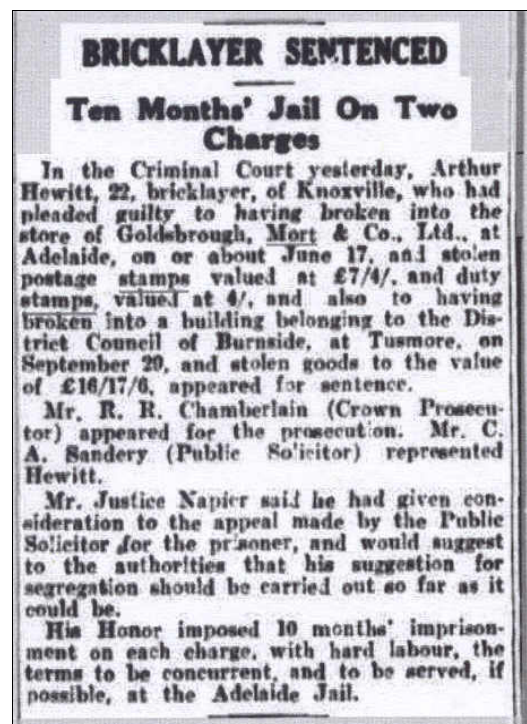 BRICKLAYER SENTENCED
Ten Months' Jail On Two
Charges
In the Criminal Court yesterday, Arthur
Hewitt, 22, bricklayer, of Knoxville, who had
pleaded guilty to having broken into the
store of Goldsbrough, Mort & Co., Ltd., at
Adelaide, on or about June 17, and stolen
postage stamps valued at £7/4/, and duty
stamps, valued at 4/, and also to having
broken into a building belonging to the Dis-
trict Council of Burnside, at Tusmore, on
September 29, and stolen goods to the value
of £16/17/6, appeared for sentence.
Mr. R. R. Chamberlain (Crown Prosecu-
tor) appeared for the prosecution. Mr. C.
A. Sandery (Public Solicitor) represented
Hewitt.
Mr. Justice Napier said he had given con-
sideration to the appeal made by the Public
Solicitor for the prisoner, and would suggest
to the authorities that his suggestion for
segregation should be carried out so far as it
could be.
His Honor imposed 10 months' imprison-
ment on each charge, with hard labour, the
terms to be concurrent, and to be served, if
possible, at the Adelaide Jail.